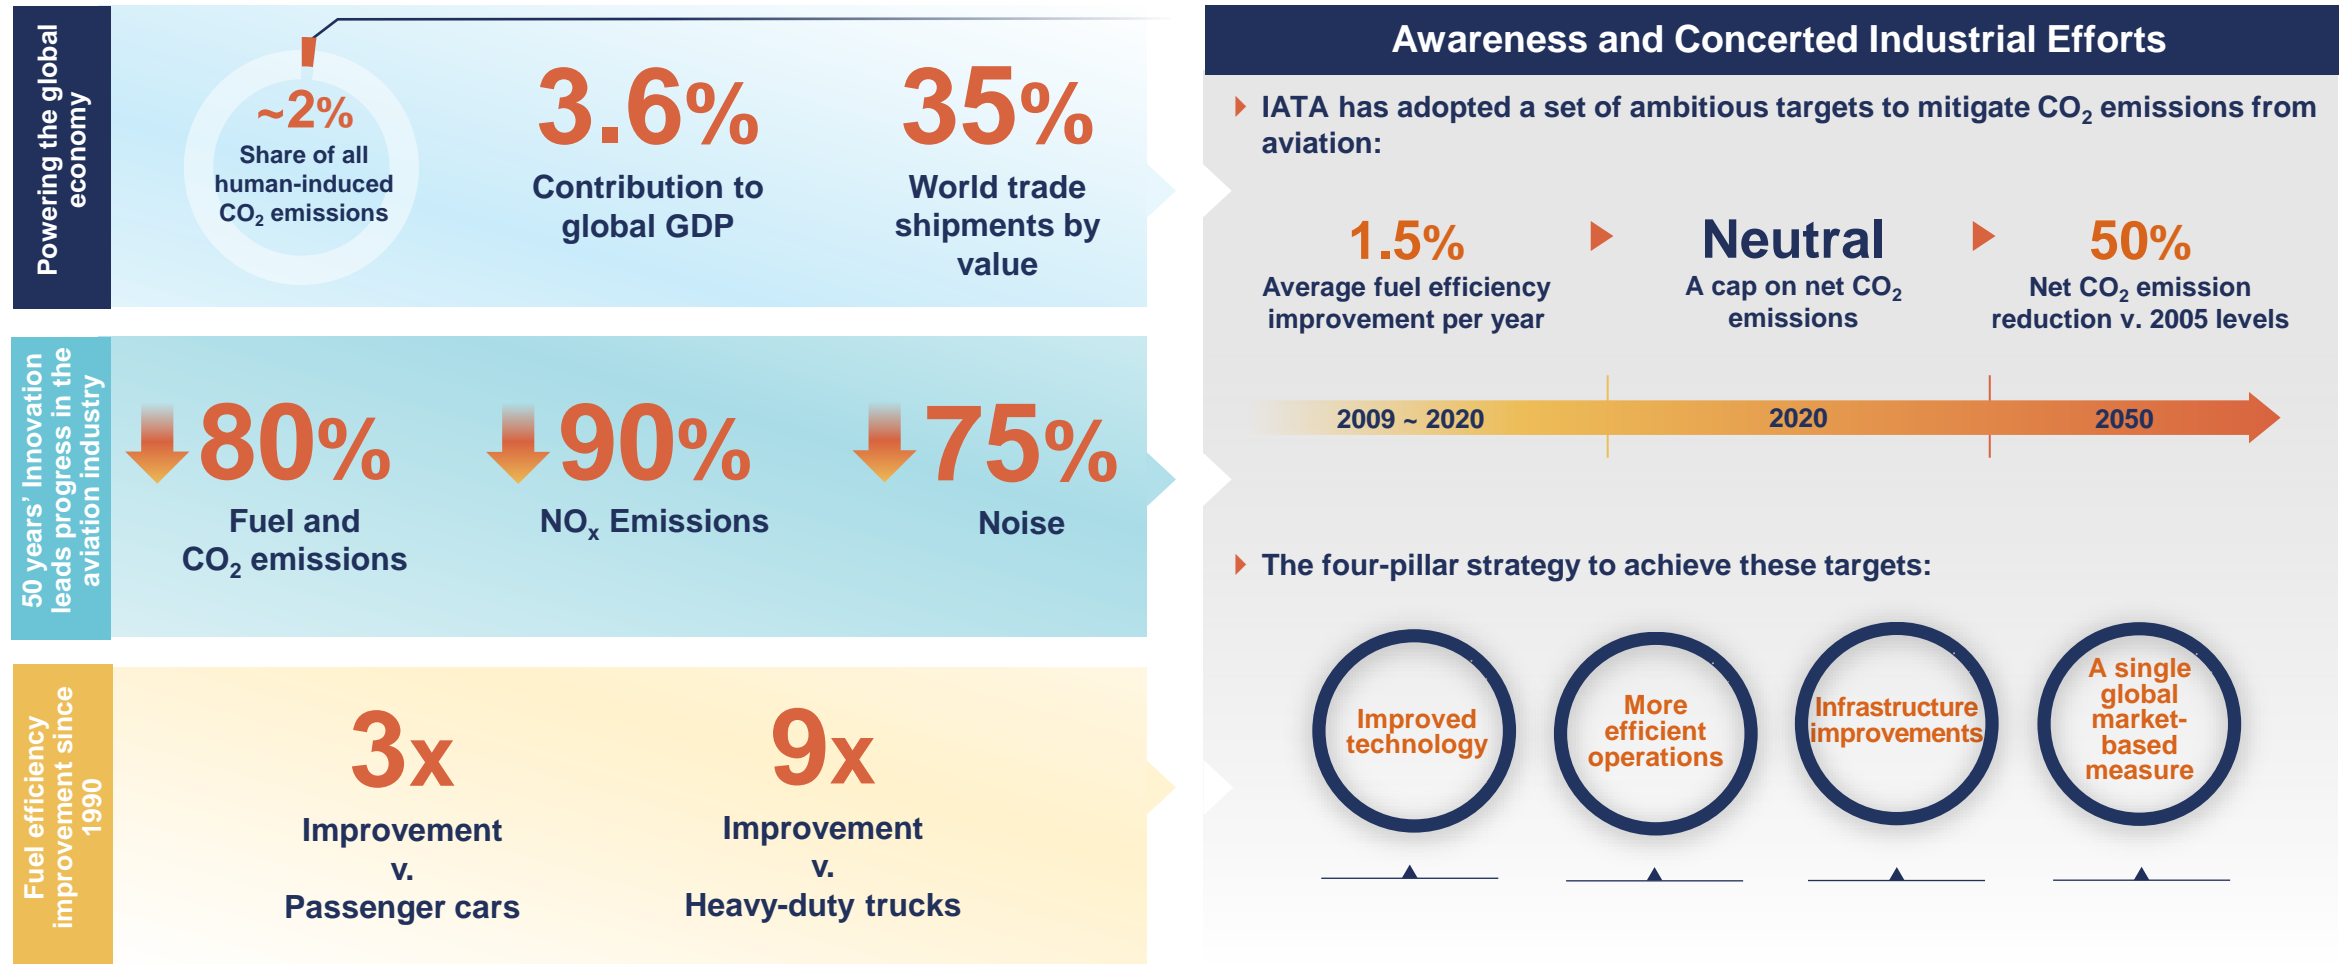 Powering the global
economy
~2%
Share of all
human-induced
CO₂ emissions
3.6%
Contribution to
global GDP
35%
World trade
shipments by
value
50 years’ Innovation
leads progress in the
aviation industry
80%
Fuel and
CO₂ emissions
90%
NOₓ Emissions
75%
Noise
Fuel efficiency
improvement since
1990
3x
Improvement
v.
Passenger cars
9x
Improvement
v.
Heavy-duty trucks
Awareness and Concerted Industrial Efforts
IATA has adopted a set of ambitious targets to mitigate CO₂ emissions from
aviation:
1.5%
Average fuel efficiency
improvement per year
Neutral
A cap on net CO₂
emissions
50%
Net CO₂ emission
reduction v. 2005 levels
2009 ~ 2020
2020
2050
The four-pillar strategy to achieve these targets:
Improved
technology
More
efficient
operations
Infrastructure
improvements
A single
global
market-
based
measure